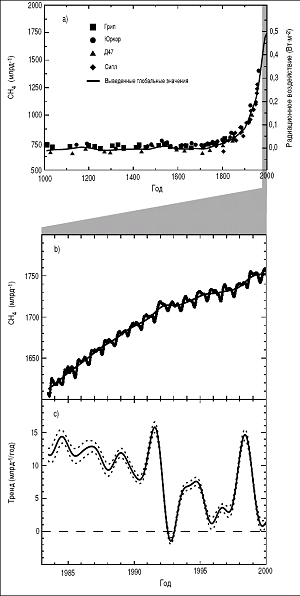 a)
2000
1750
1500
1250
1000
750
500
CH4 (млрд-1)
Грип
Юркор
Д47
Сипл
Выведенные глобальные значения
0,5
0,4
0,3
0,2
0,1
0,0
Радиационное воздействие (Вт·м-2)
1000 1200 1400 1600 1800 2000
Год
b)
1750
1700
1650
CH4 (млрд-1)
c)
15
10
5
0
Тренд (млрд-1/год)
1985 1990 1995 2000
Год